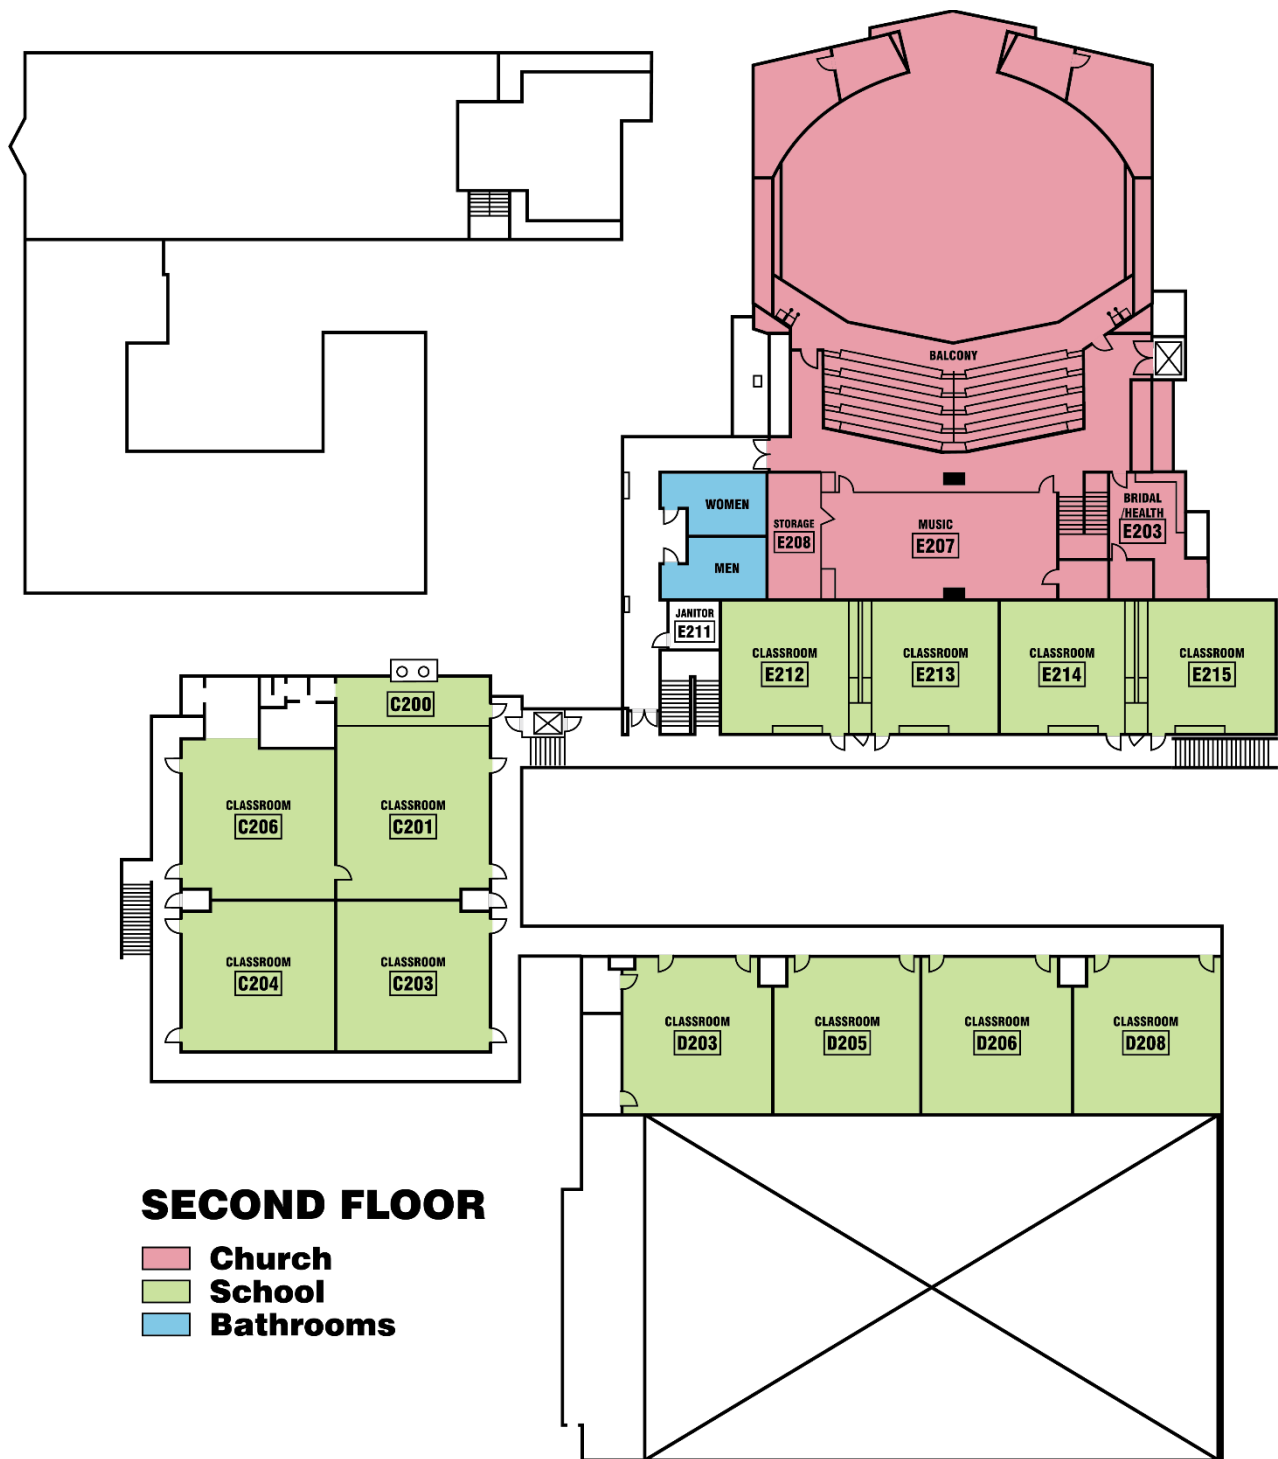 BALCONY
WOMEN
MEN
STORAGE
E208
MUSIC
E207
BRIDAL
/HEALTH
E203
JANITOR
E211
CLASSROOM
E212
CLASSROOM
E213
CLASSROOM
E214
CLASSROOM
E215
C200
CLASSROOM
C206
CLASSROOM
C201
CLASSROOM
C204
CLASSROOM
C203
CLASSROOM
D203
CLASSROOM
D205
CLASSROOM
D206
CLASSROOM
D208
SECOND FLOOR
Church
School
Bathrooms